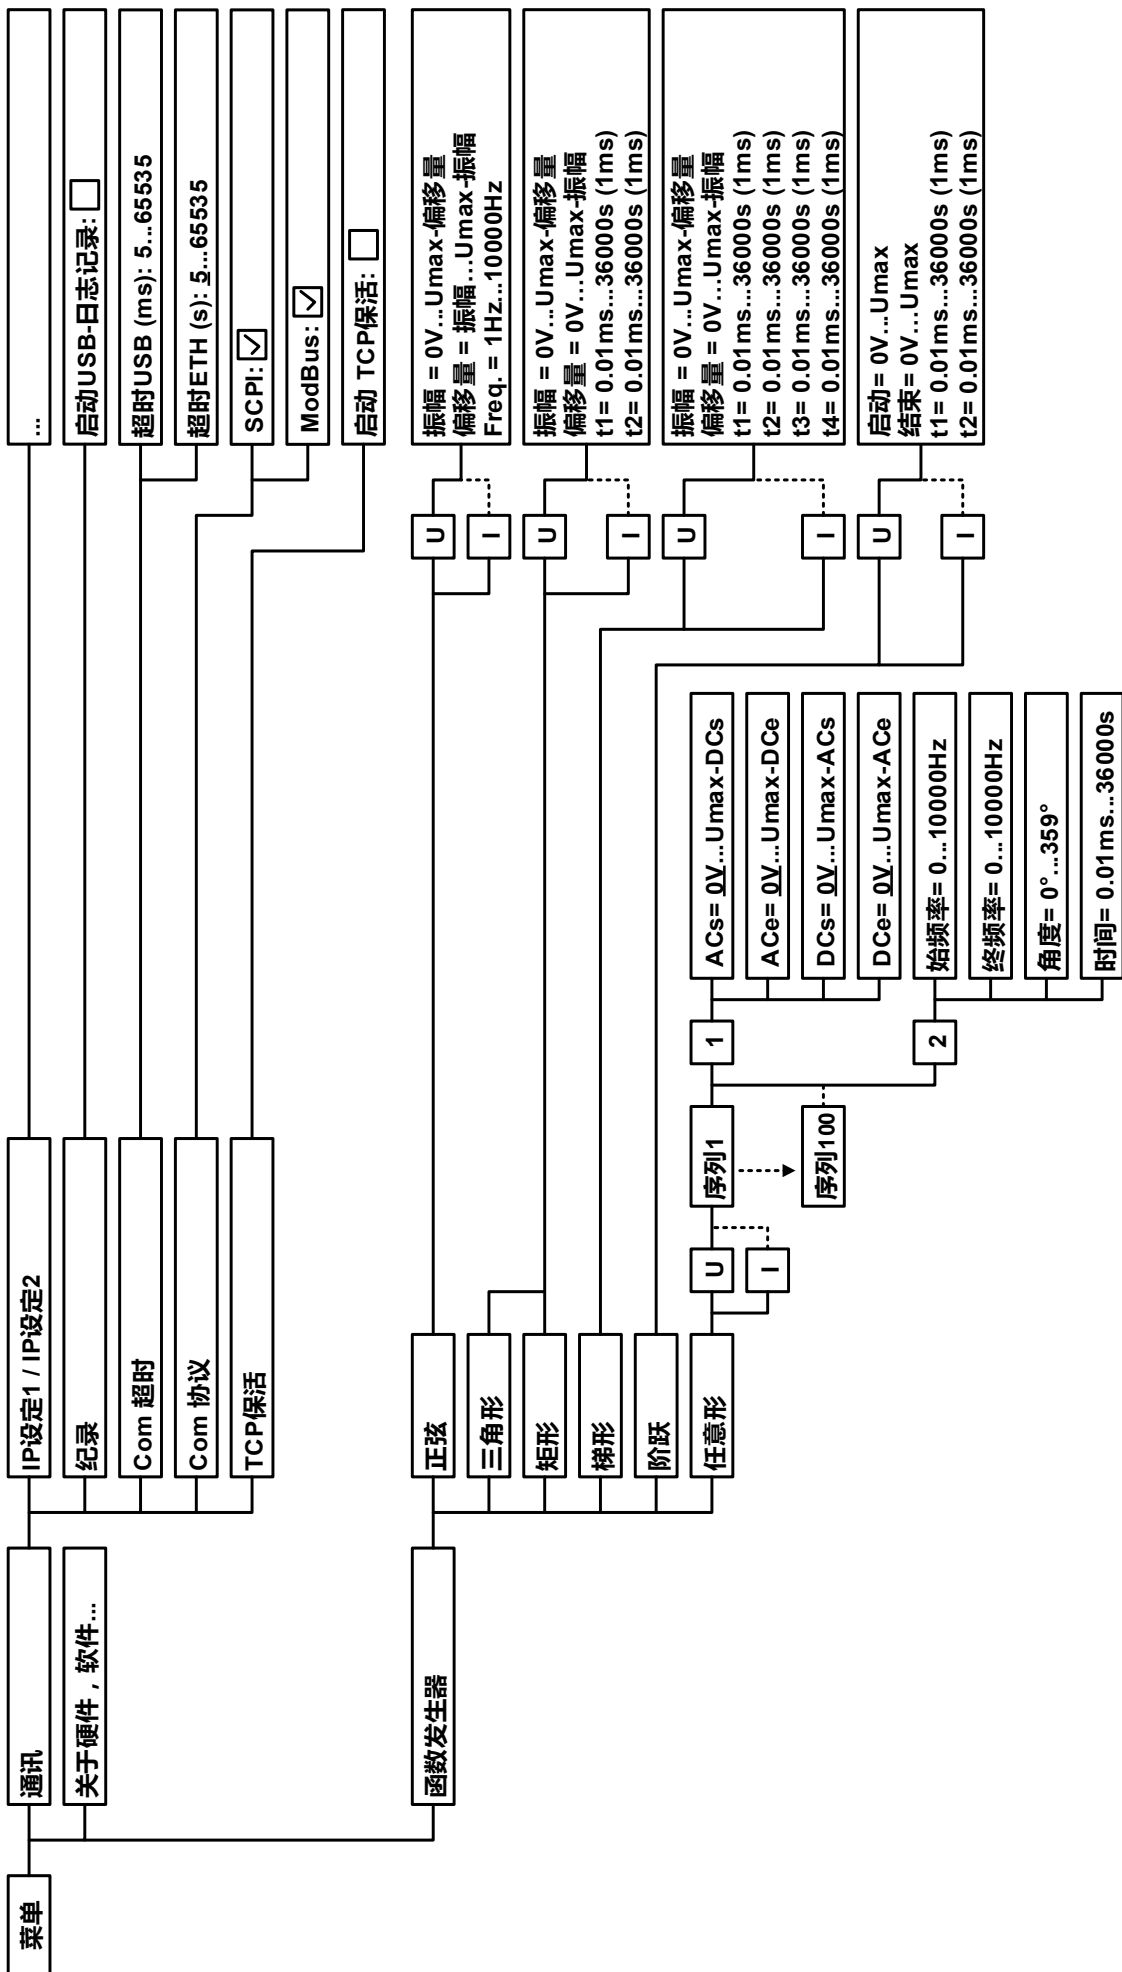 菜单
通讯
IP设定1 / IP设定2
...
纪录
启动USB-日志记录:
Com 超时
超时USB (ms): 5...65535
超时ETH (s): 5...65535
Com 协议
SCPI:
ModBus:
TCP保活
启动 TCP保活:
关于硬件，软件...
函数发生器
正弦
U
I
振幅 = 0V...Umax-偏移量
偏移量 = 振幅...Umax-振幅
Freq. = 1Hz...10000Hz
三角形
矩形
U
I
振幅 = 0V...Umax-偏移量
偏移量 = 0V...Umax-振幅
t1= 0.01ms...36000s (1ms)
t2= 0.01ms...36000s (1ms)
梯形
U
I
振幅 = 0V...Umax-偏移量
偏移量 = 0V...Umax-振幅
t1= 0.01ms...36000s (1ms)
t2= 0.01ms...36000s (1ms)
t3= 0.01ms...36000s (1ms)
t4= 0.01ms...36000s (1ms)
阶跃
U
I
启动= 0V...Umax
结束= 0V...Umax
t1= 0.01ms...36000s (1ms)
t2= 0.01ms...36000s (1ms)
任意形
U
I
序列1
序列100
1
ACs= 0V...Umax-DCs
ACe= 0V...Umax-DCe
DCs= 0V...Umax-ACs
DCe= 0V...Umax-ACe
2
始频率= 0...10000Hz
终频率= 0...10000Hz
角度= 0°...359°
时间= 0.01ms...36000s